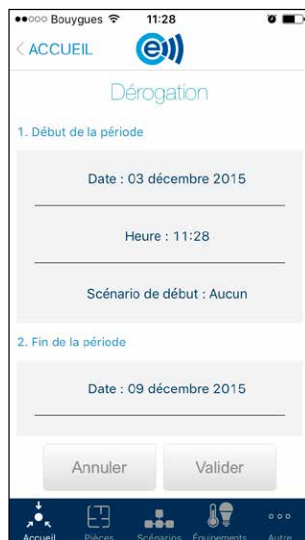 Bouygues 11:28
< ACCUEIL
Dérogation
1. Début de la période
Date : 03 décembre 2015
Heure : 11:28
Scénario de début : Aucun
2. Fin de la période
Date : 09 décembre 2015
Annuler Valider
Accueil Pièces Scénarios Équipements Autre